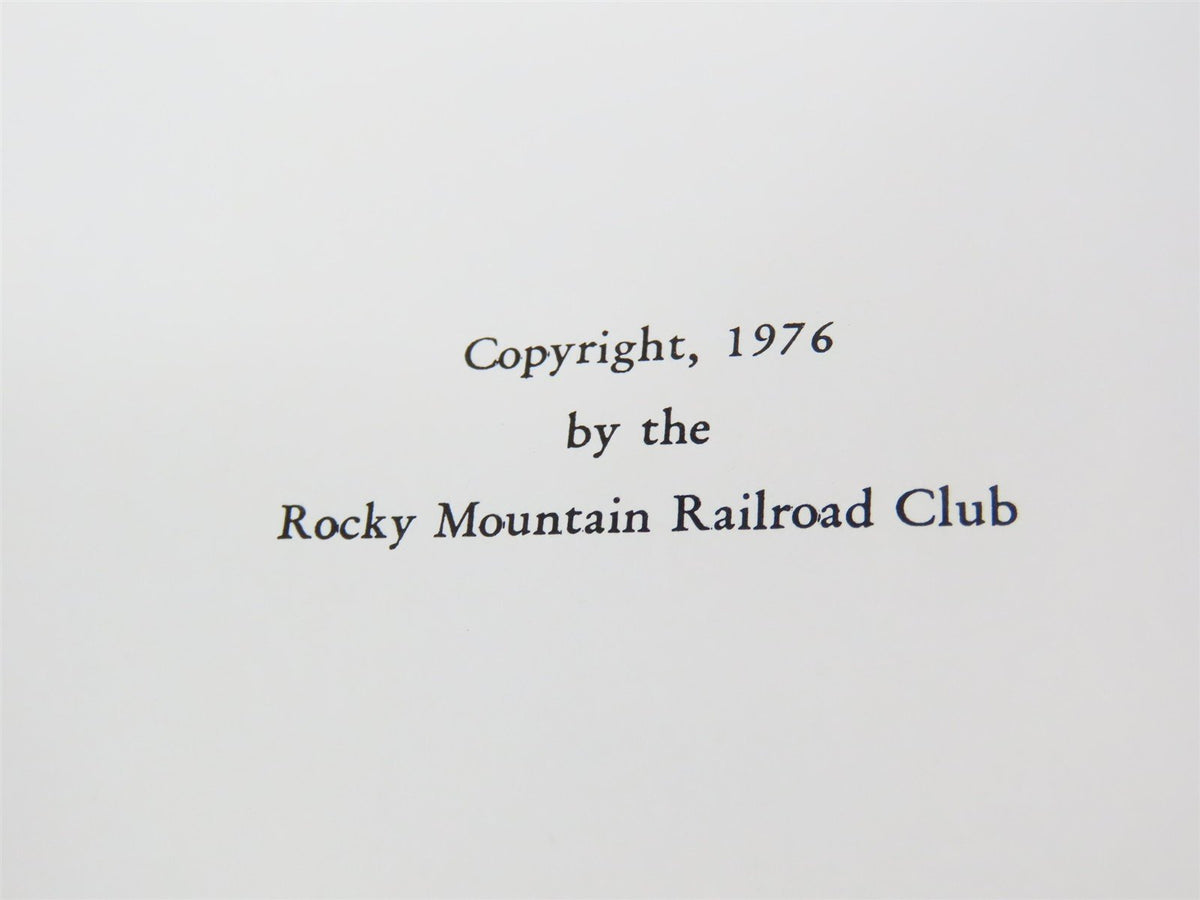 Copyright, 1976
by the
Rocky Mountain Railroad Club